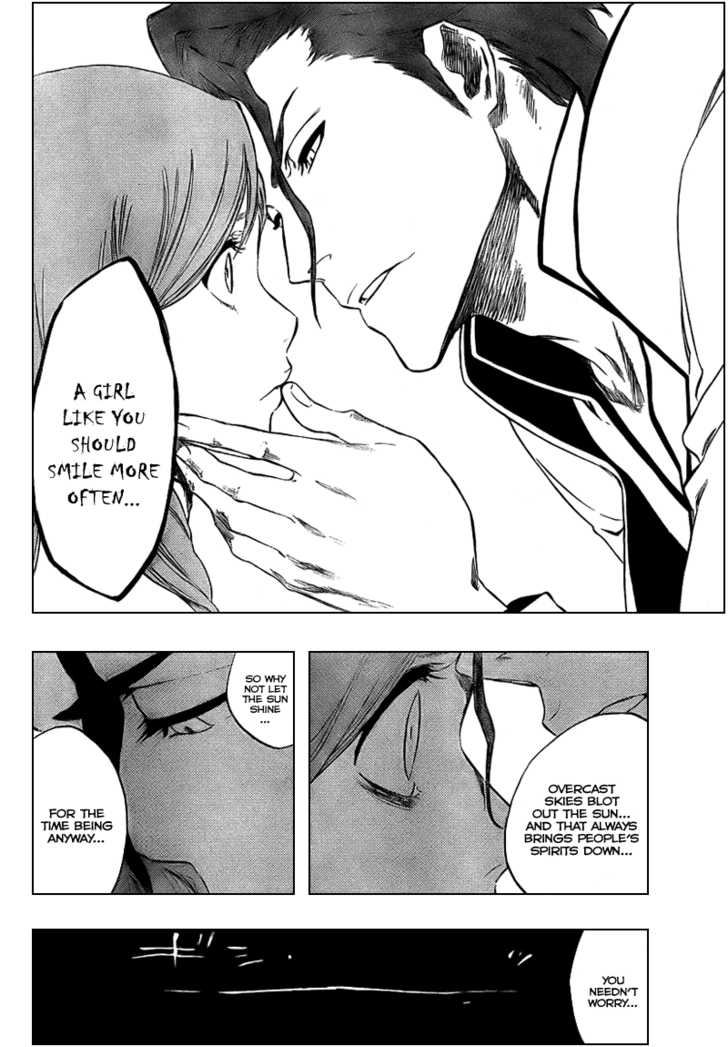 A GIRL
LIKE YOU
SHOULD
SMILE MORE
OFTEN...
OVERCAST
SKIES BLOT
OUT THE SUN...
AND THAT ALWAYS
BRINGS PEOPLE'S
SPIRITS DOWN...
SO WHY
NOT LET
THE SUN
SHINE
...
FOR THE
TIME BEING
ANYWAY...
YOU
NEEDN'T
WORRY...